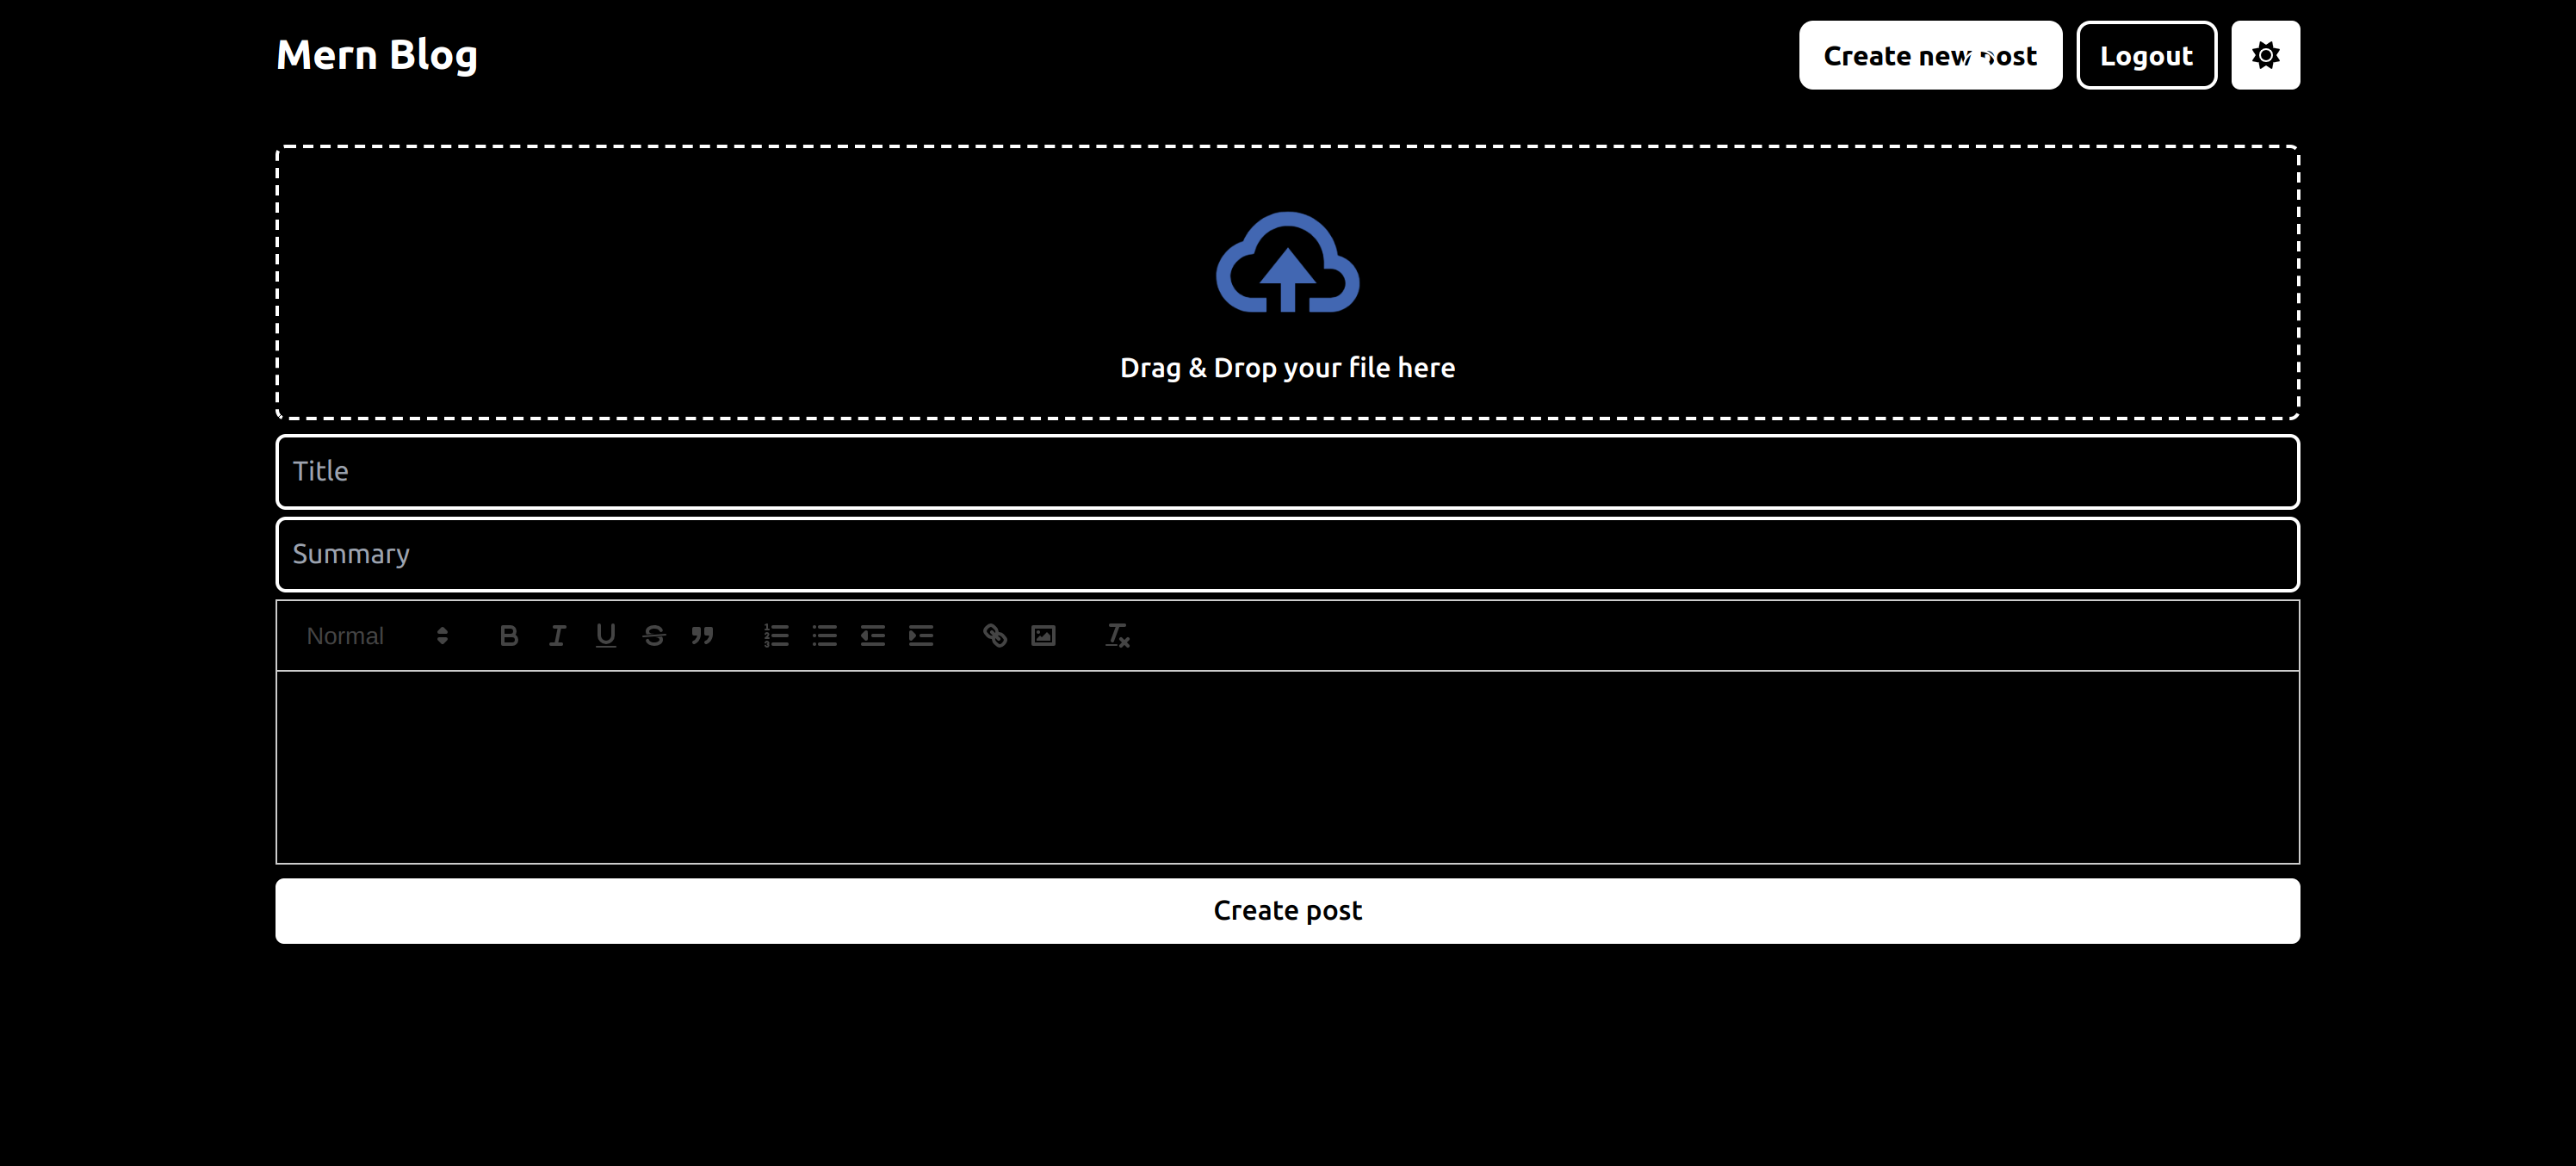 Mern Blog
Create new post
Logout
Drag & Drop your file here
Title
Summary
Normal
Create post